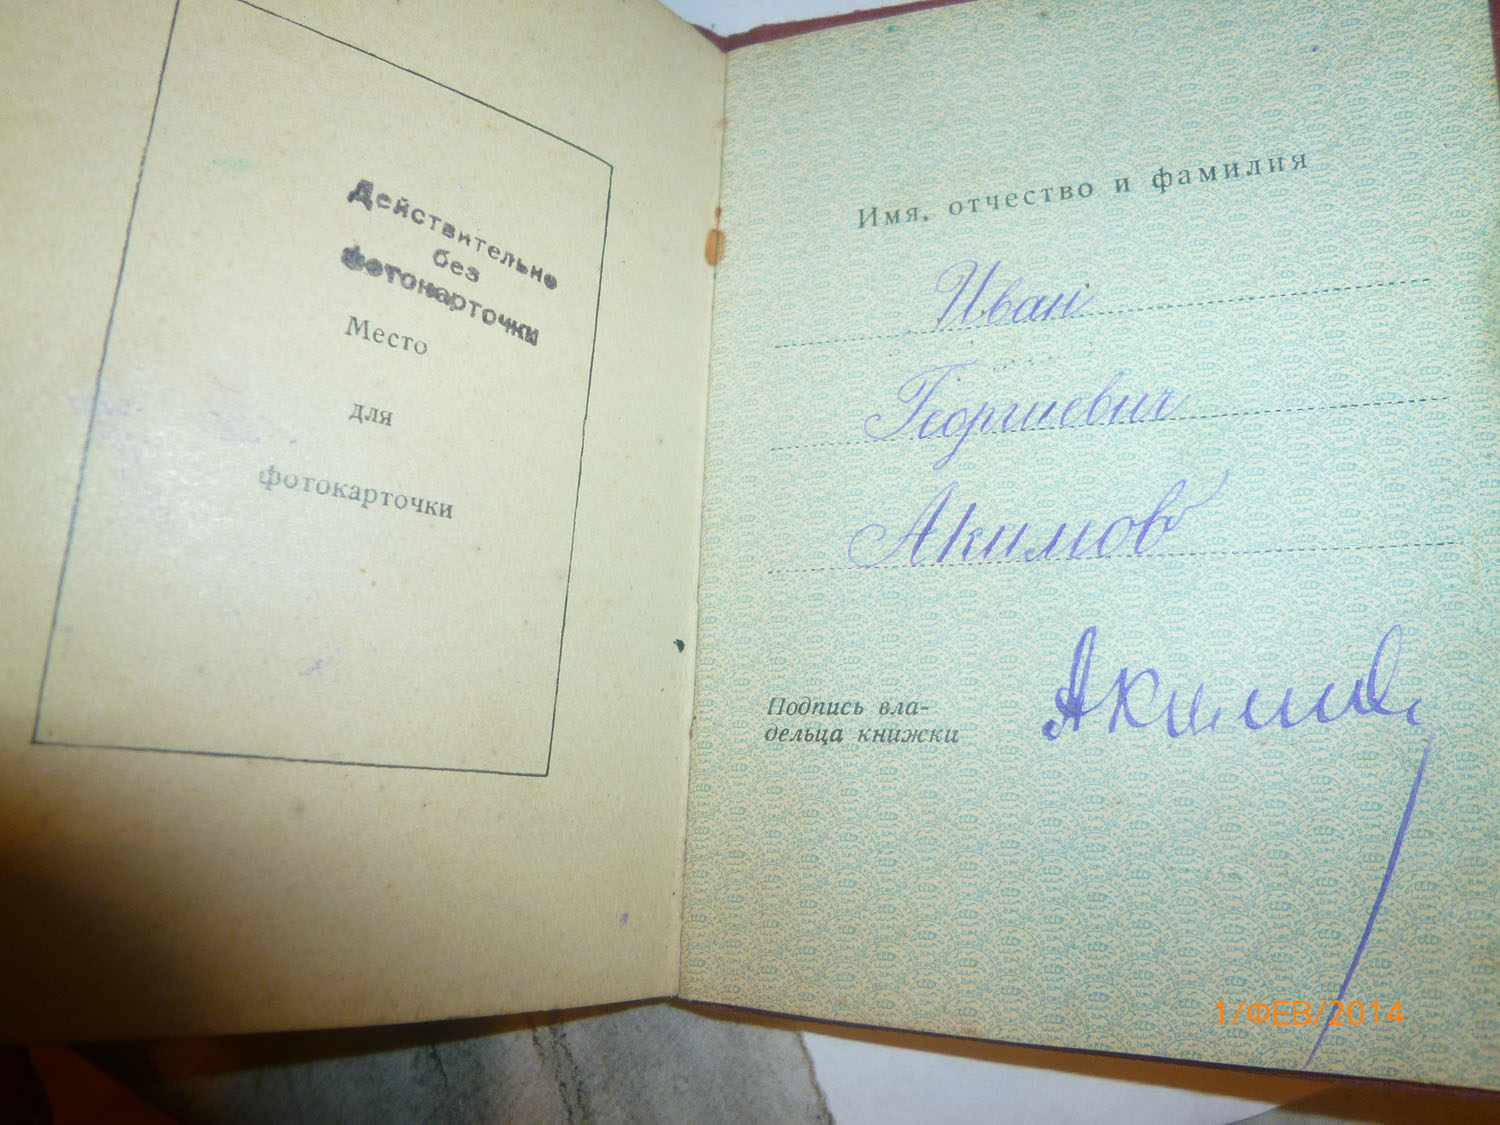 Действительно
без
фотокарточки
Место
для
фотокарточки
Имя, отчество и фамилия
Иван
Георгиевич
Акимов
Подпись вла-
дельца книжки
Акимов
1/ФЕВ/2014